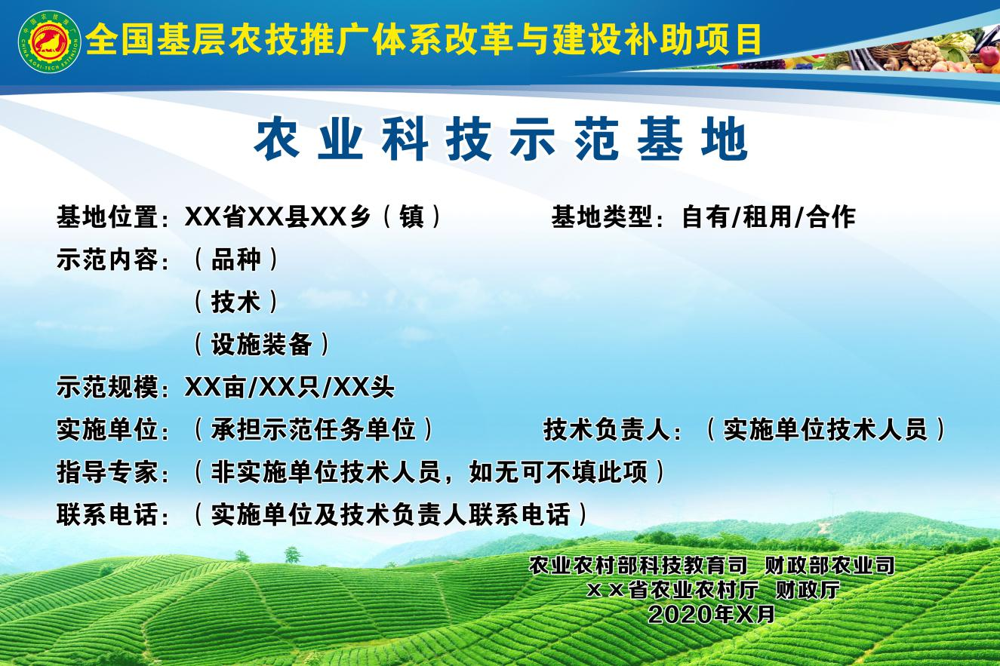 中国农技推广
CHINA AGRI-TECH EXTENSION
全国基层农技推广体系改革与建设补助项目
农业科技示范基地
基地位置：XX省XX县XX乡（镇） 基地类型：自有/租用/合作
示范内容：（品种）
（技术）
（设施装备）
示范规模：XX亩/XX只/XX头
实施单位：（承担示范任务单位） 技术负责人：（实施单位技术人员）
指导专家：（非实施单位技术人员，如无可不填此项）
联系电话：（实施单位及技术负责人联系电话）
农业农村部科技教育司 财政部农业司
××省农业农村厅 财政厅
2020年X月